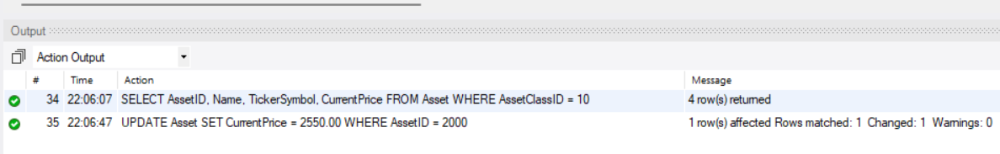 Output
Action Output
# Time Action Message
34 22:06:07 SELECT AssetID, Name, TickerSymbol, CurrentPrice FROM Asset WHERE AssetClassID = 10 4 row(s) returned
35 22:06:47 UPDATE Asset SET CurrentPrice = 2550.00 WHERE AssetID = 2000 1 row(s) affected Rows matched: 1 Changed: 1 Warnings: 0